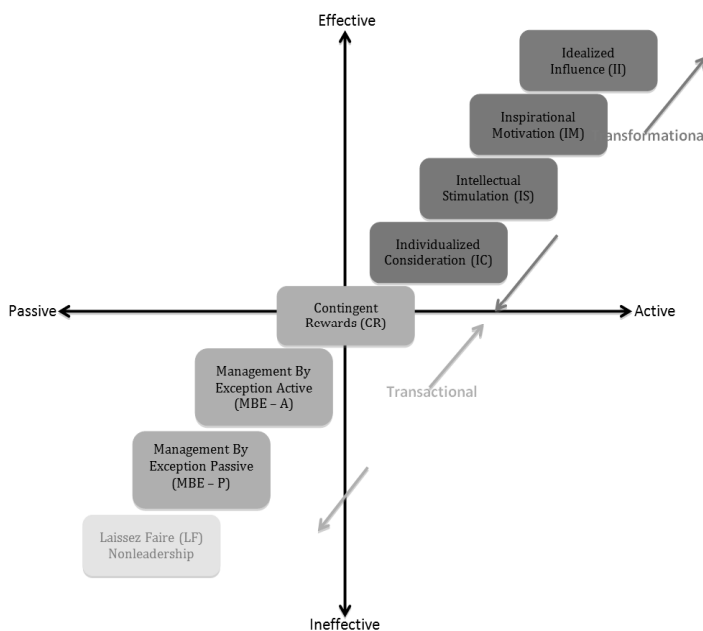 Effective
Idealized
Influence (II)
Inspirational
Motivation (IM)
ansformationa
Intellectual
Stimulation (IS)
Individualized
Consideration (IC)
Passive
Contingent
Rewards (CR)
Active
Management By
Exception Active
(MBE – A)
Transactional
Management By
Exception Passive
(MBE – P)
Laissez Faire (LF)
Nonleadership
Ineffective